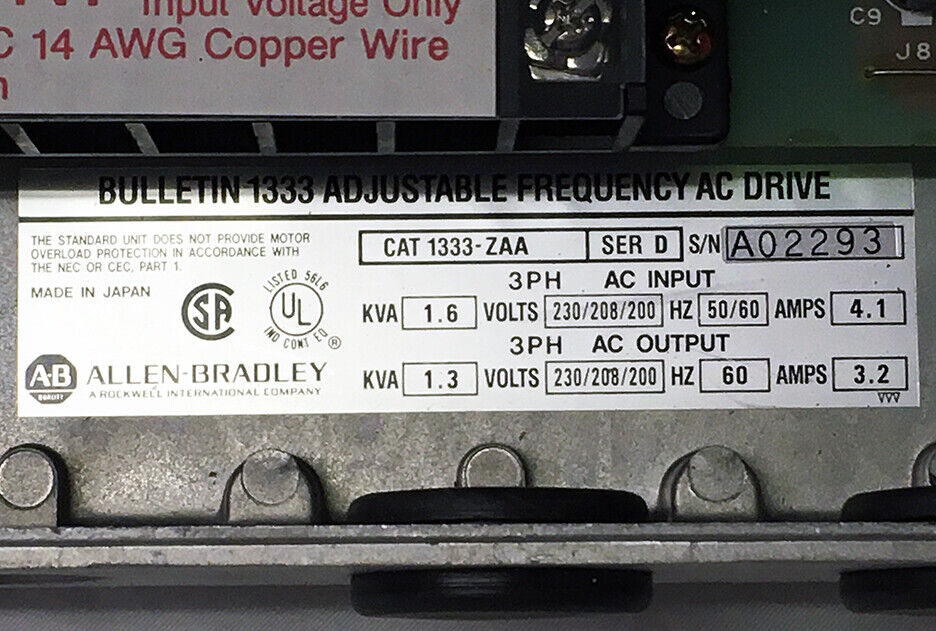 Input Voltage Only
C 14 AWG Copper Wire
C9
J8
BULLETIN 1333 ADJUSTABLE FREQUENCY AC DRIVE
THE STANDARD UNIT DOES NOT PROVIDE MOTOR
OVERLOAD PROTECTION IN ACCORDANCE WITH
THE NEC OR CEC, PART 1.
MADE IN JAPAN
SA
LISTED 56L6
UL
IND CONT EQ
®
CAT 1333-ZAA SER D S/N A02293
3PH AC INPUT
KVA 1.6 VOLTS 230/208/200 HZ 50/60 AMPS 4.1
3PH AC OUTPUT
KVA 1.3 VOLTS 230/208/200 HZ 60 AMPS 3.2
A-B
QUALITY
ALLEN-BRADLEY
A ROCKWELL INTERNATIONAL COMPANY